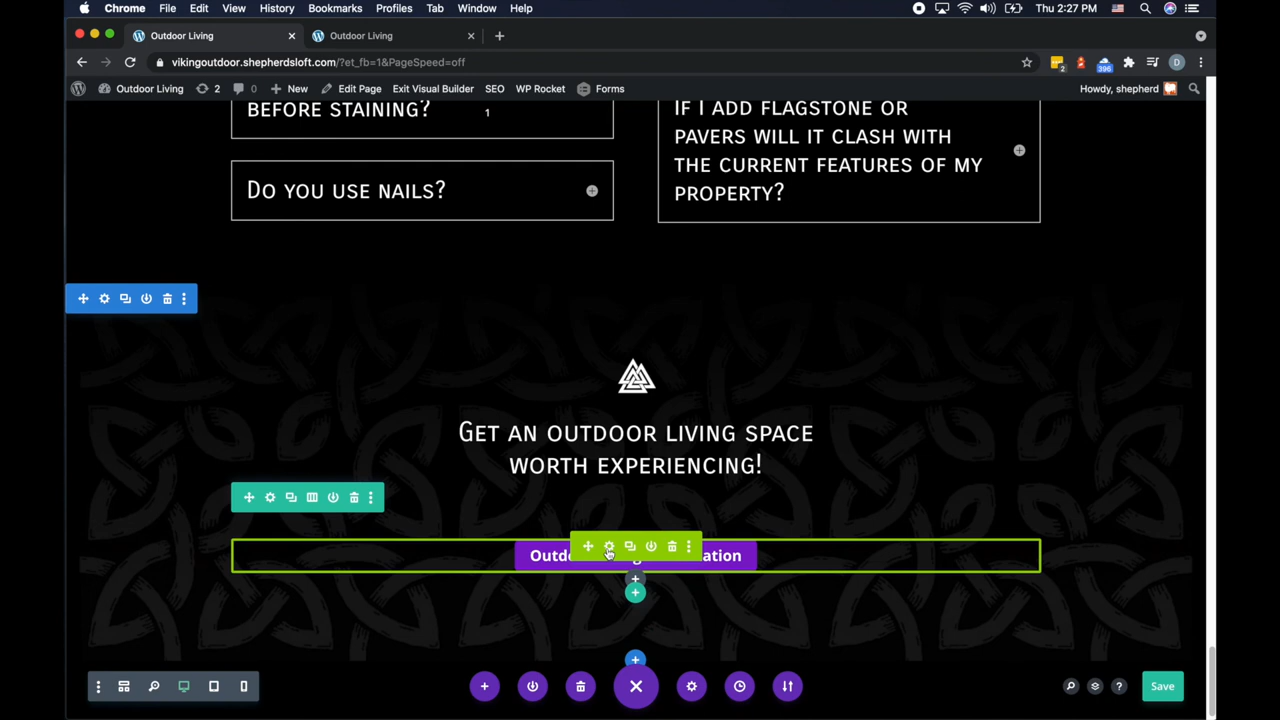 Chrome File Edit View History Bookmarks Profiles Tab Window Help Thu 2:27 PM
Outdoor Living Outdoor Living
vikingoutdoor.shepherdsloft.com/?et_fb=1&PageSpeed=off 2 396 D
Outdoor Living 2 0 New Edit Page Exit Visual Builder SEO WP Rocket Forms Howdy, shepherd
BEFORE STAINING? 1
DO YOU USE NAILS?
IF I ADD FLAGSTONE OR
PAVERS WILL IT CLASH WITH
THE CURRENT FEATURES OF MY
PROPERTY?
GET AN OUTDOOR LIVING SPACE
WORTH EXPERIENCING!
Save